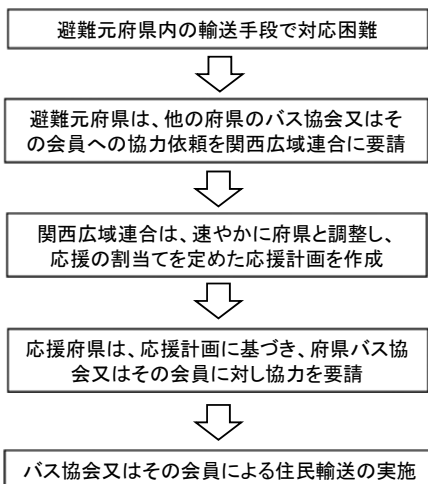 避難元府県内の輸送手段で対応困難
避難元府県は、他の府県のバス協会又はそ
の会員への協力依頼を関西広域連合に要請
関西広域連合は、速やかに府県と調整し、
応援の割当てを定めた応援計画を作成
応援府県は、応援計画に基づき、府県バス協
会又はその会員に対し協力を要請
バス協会又はその会員による住民輸送の実施